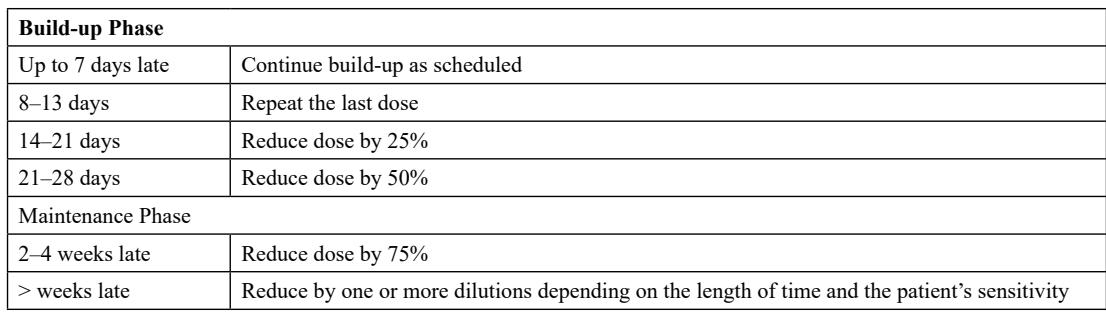 Build-up Phase
Up to 7 days late Continue build-up as scheduled
8–13 days Repeat the last dose
14–21 days Reduce dose by 25%
21–28 days Reduce dose by 50%
Maintenance Phase
2–4 weeks late Reduce dose by 75%
> weeks late Reduce by one or more dilutions depending on the length of time and the patient’s sensitivity